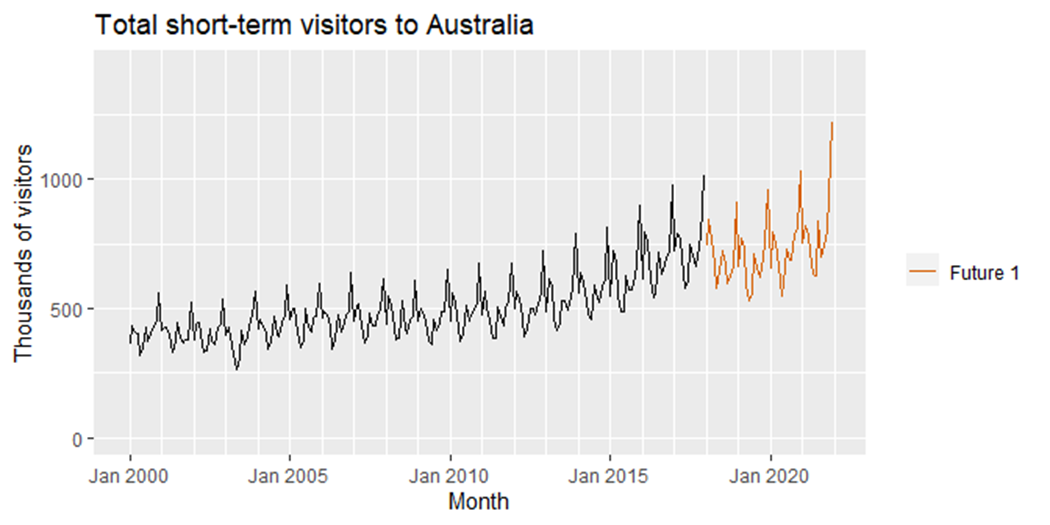 Total short-term visitors to Australia
Thousands of visitors
1000
500
0
Jan 2000 Jan 2005 Jan 2010 Jan 2015 Jan 2020
Month
Future 1